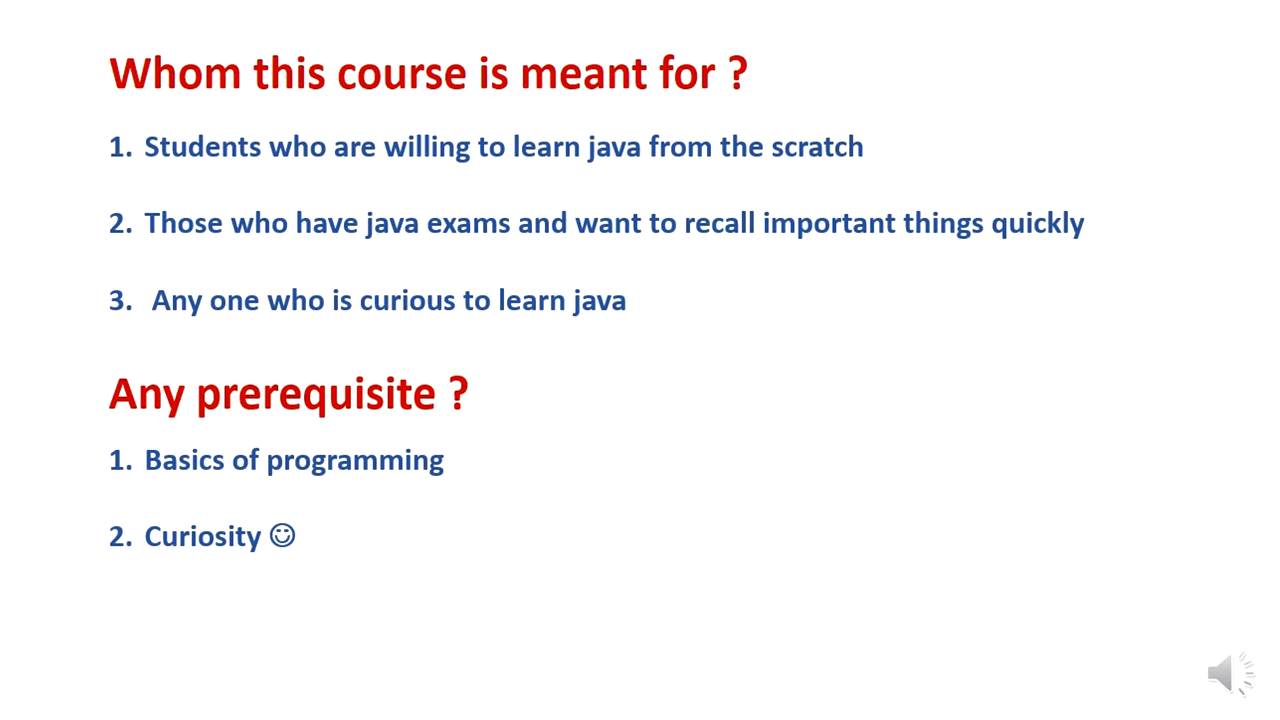 Whom this course is meant for ?
1. Students who are willing to learn java from the scratch
2. Those who have java exams and want to recall important things quickly
3. Any one who is curious to learn java
Any prerequisite ?
1. Basics of programming
2. Curiosity ☺